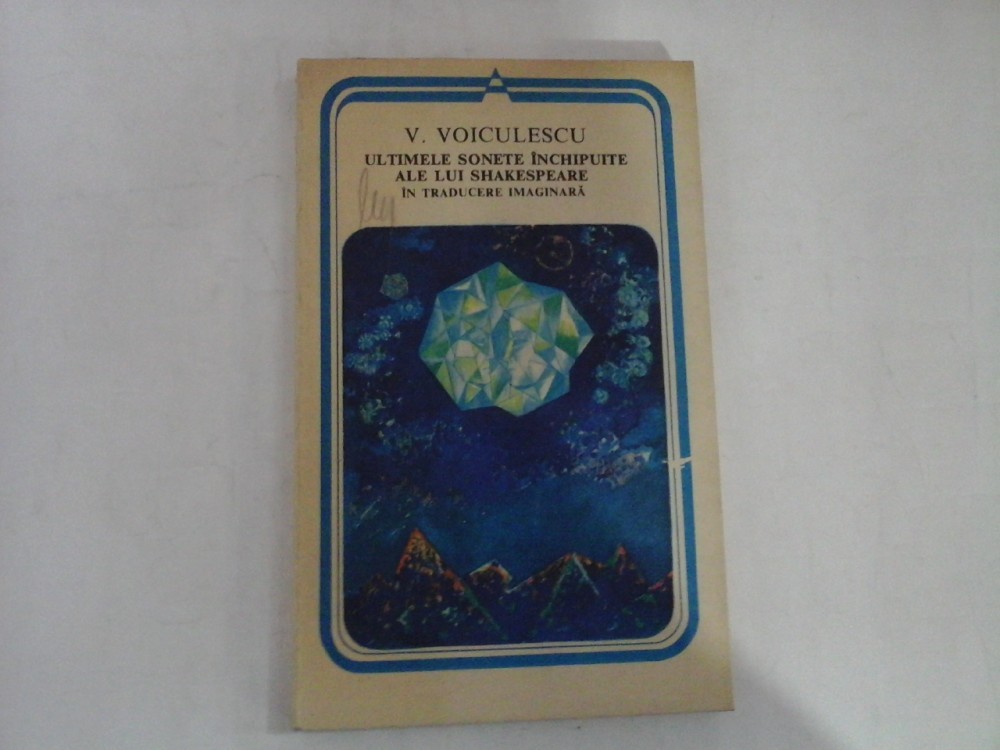 V. VOICULESCU
ULTIMELE SONETE ÎNCHIPUITE
ALE LUI SHAKESPEARE
ÎN TRADUCERE IMAGINARĂ